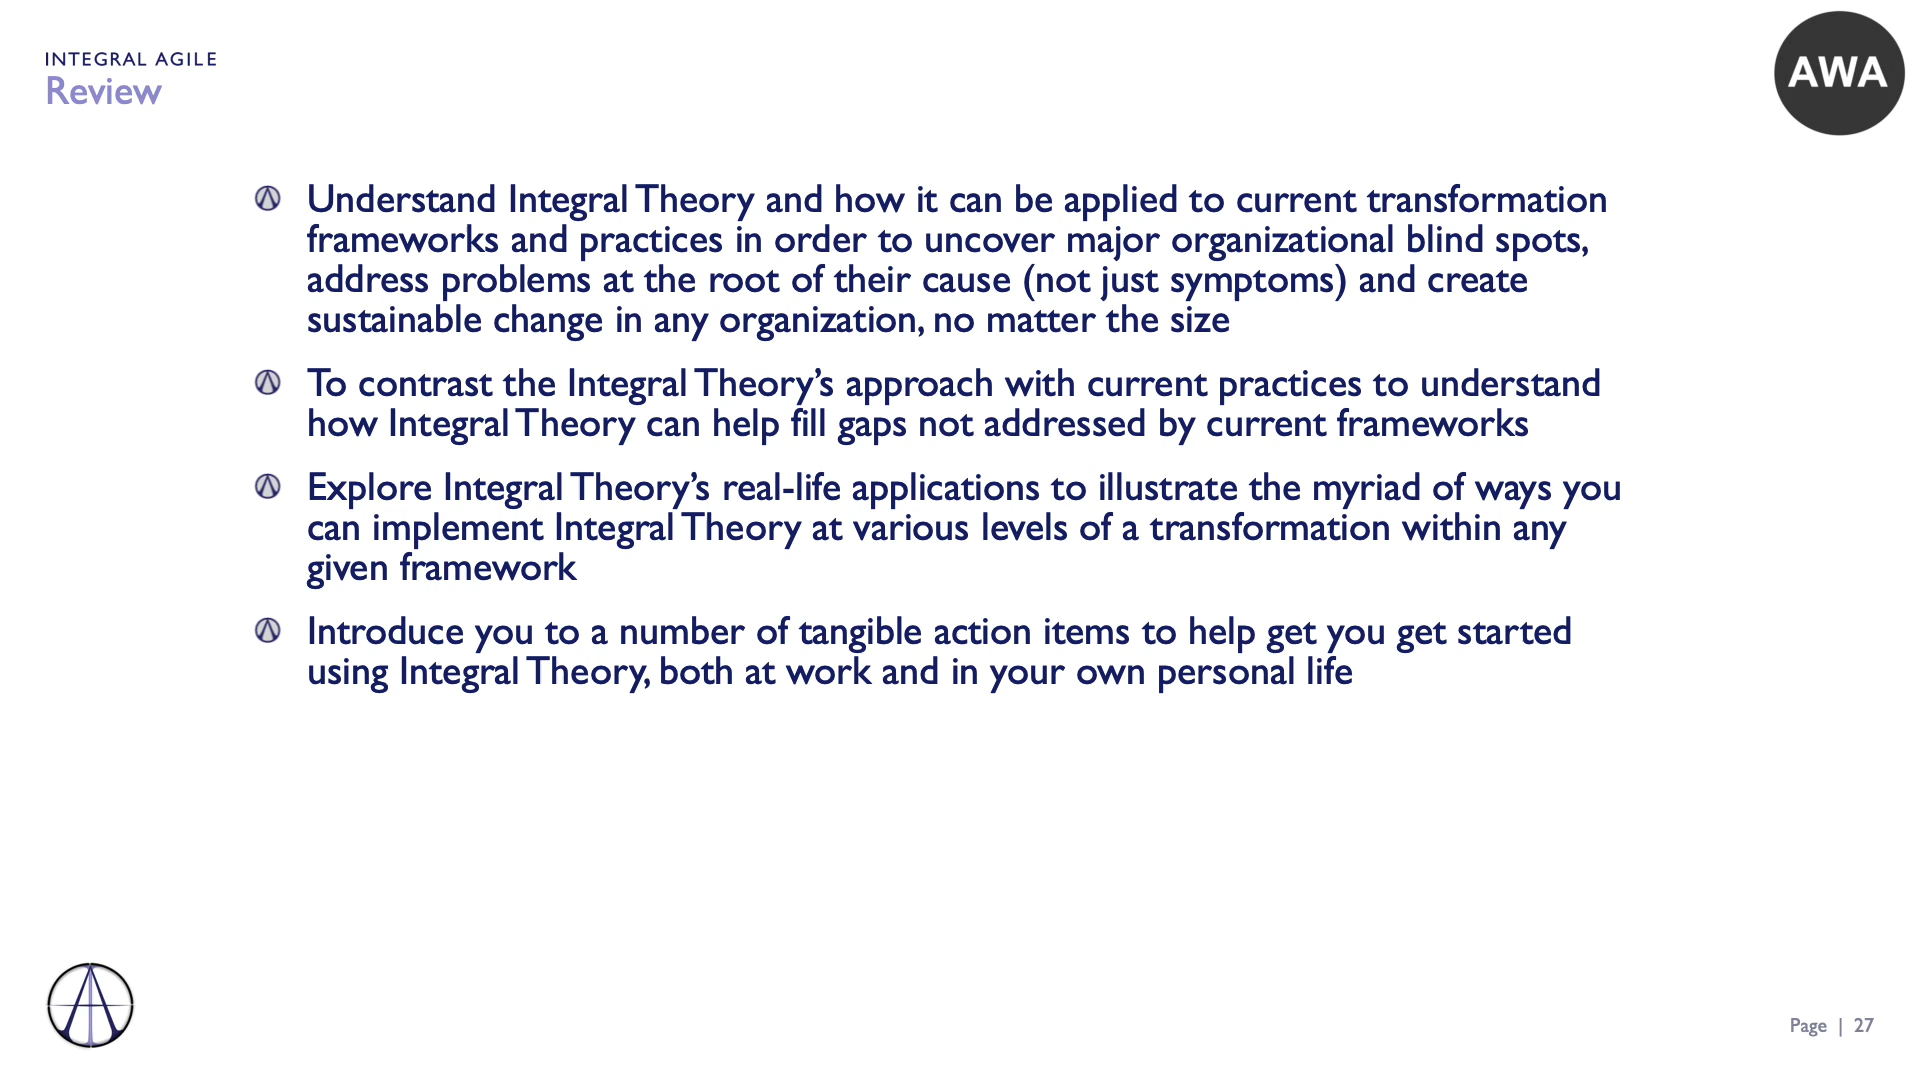 INTEGRAL AGILE
Review
AWA
Understand Integral Theory and how it can be applied to current transformation
frameworks and practices in order to uncover major organizational blind spots,
address problems at the root of their cause (not just symptoms) and create
sustainable change in any organization, no matter the size
To contrast the Integral Theory’s approach with current practices to understand
how Integral Theory can help fill gaps not addressed by current frameworks
Explore Integral Theory’s real-life applications to illustrate the myriad of ways you
can implement Integral Theory at various levels of a transformation within any
given framework
Introduce you to a number of tangible action items to help get you get started
using Integral Theory, both at work and in your own personal life
Page | 27